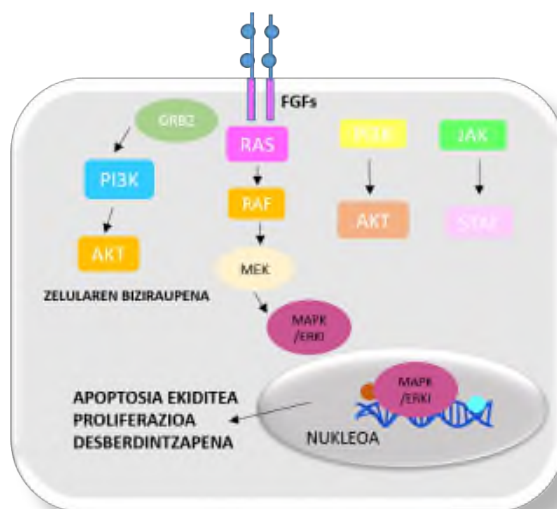 FGFs
GRB2
RAS
PI3K
JAK
PI3K
RAF
AKT
STAT
AKT
MEK
ZELULAREN BIZIRAUPENA
MAPK
/ERKI
MAPK
/ERKI
APOPTOSIA EKIDITEA
PROLIFERAZIOA
DESBERDINTZAPENA
NUKLEOA